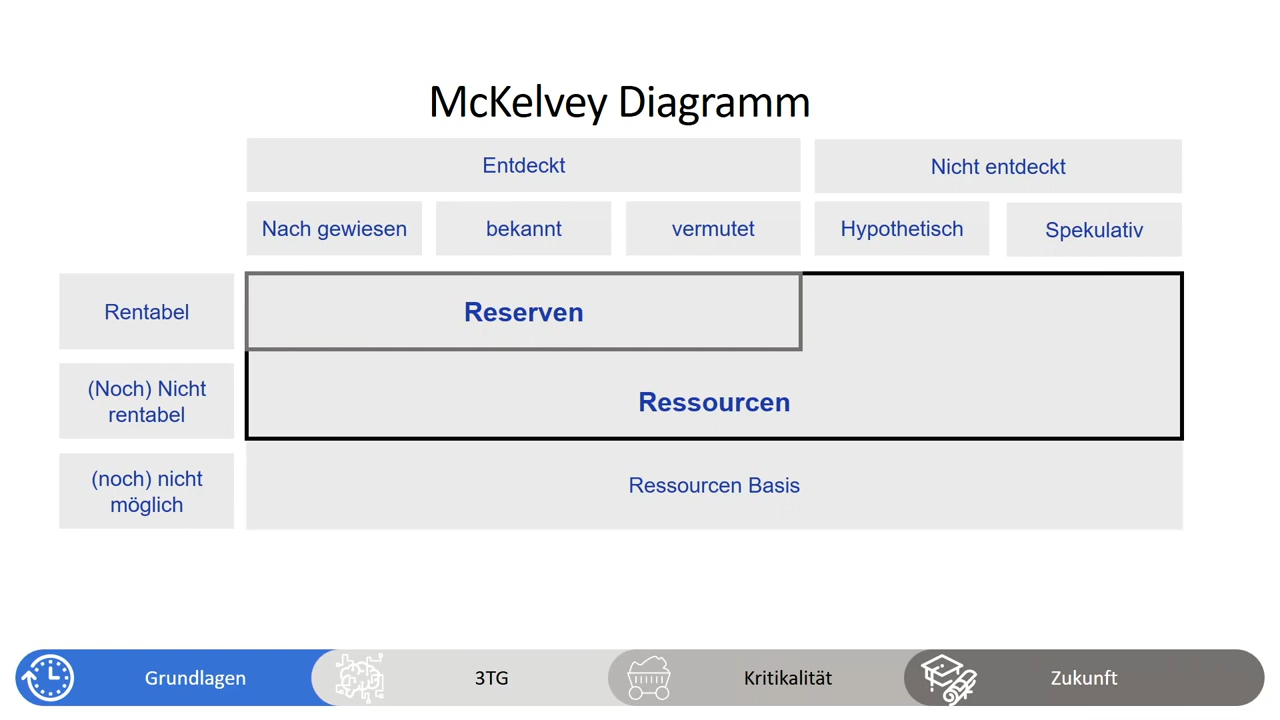 McKelvey Diagramm
Entdeckt
Nicht entdeckt
Nach gewiesen
bekannt
vermutet
Hypothetisch
Spekulativ
Rentabel
Reserven
(Noch) Nicht
rentabel
Ressourcen
(noch) nicht
möglich
Ressourcen Basis
Grundlagen
3TG
Kritikalität
Zukunft